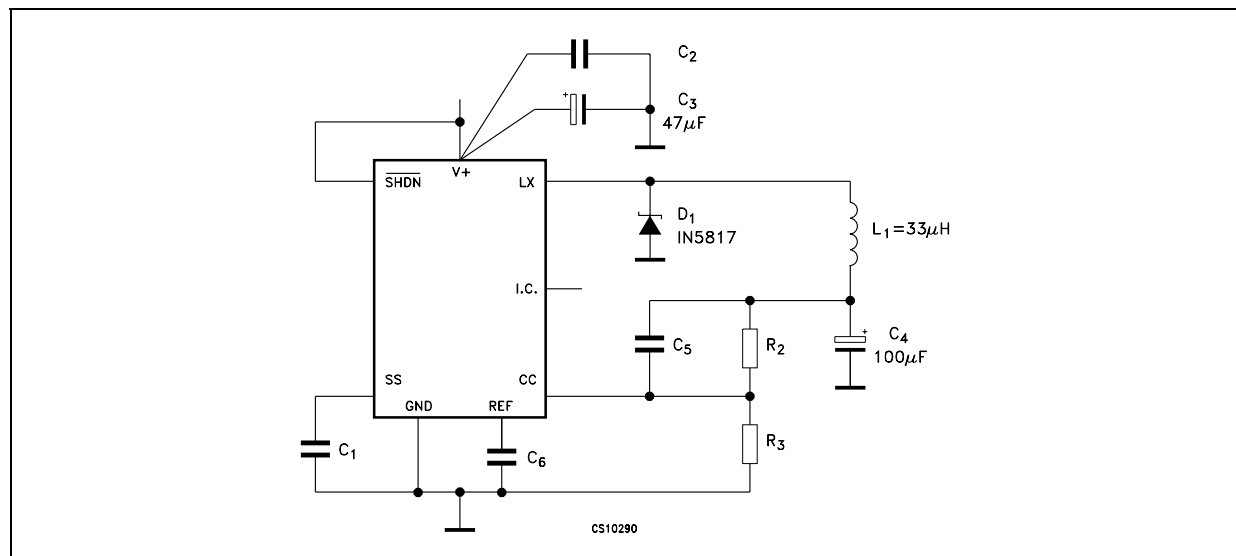 C2
+
C3
47μF
SHDN
V+
LX
D1
IN5817
L1=33μH
I.C.
C5
R2
+
C4
100μF
SS
CC
GND
REF
C1
C6
R3
CS10290